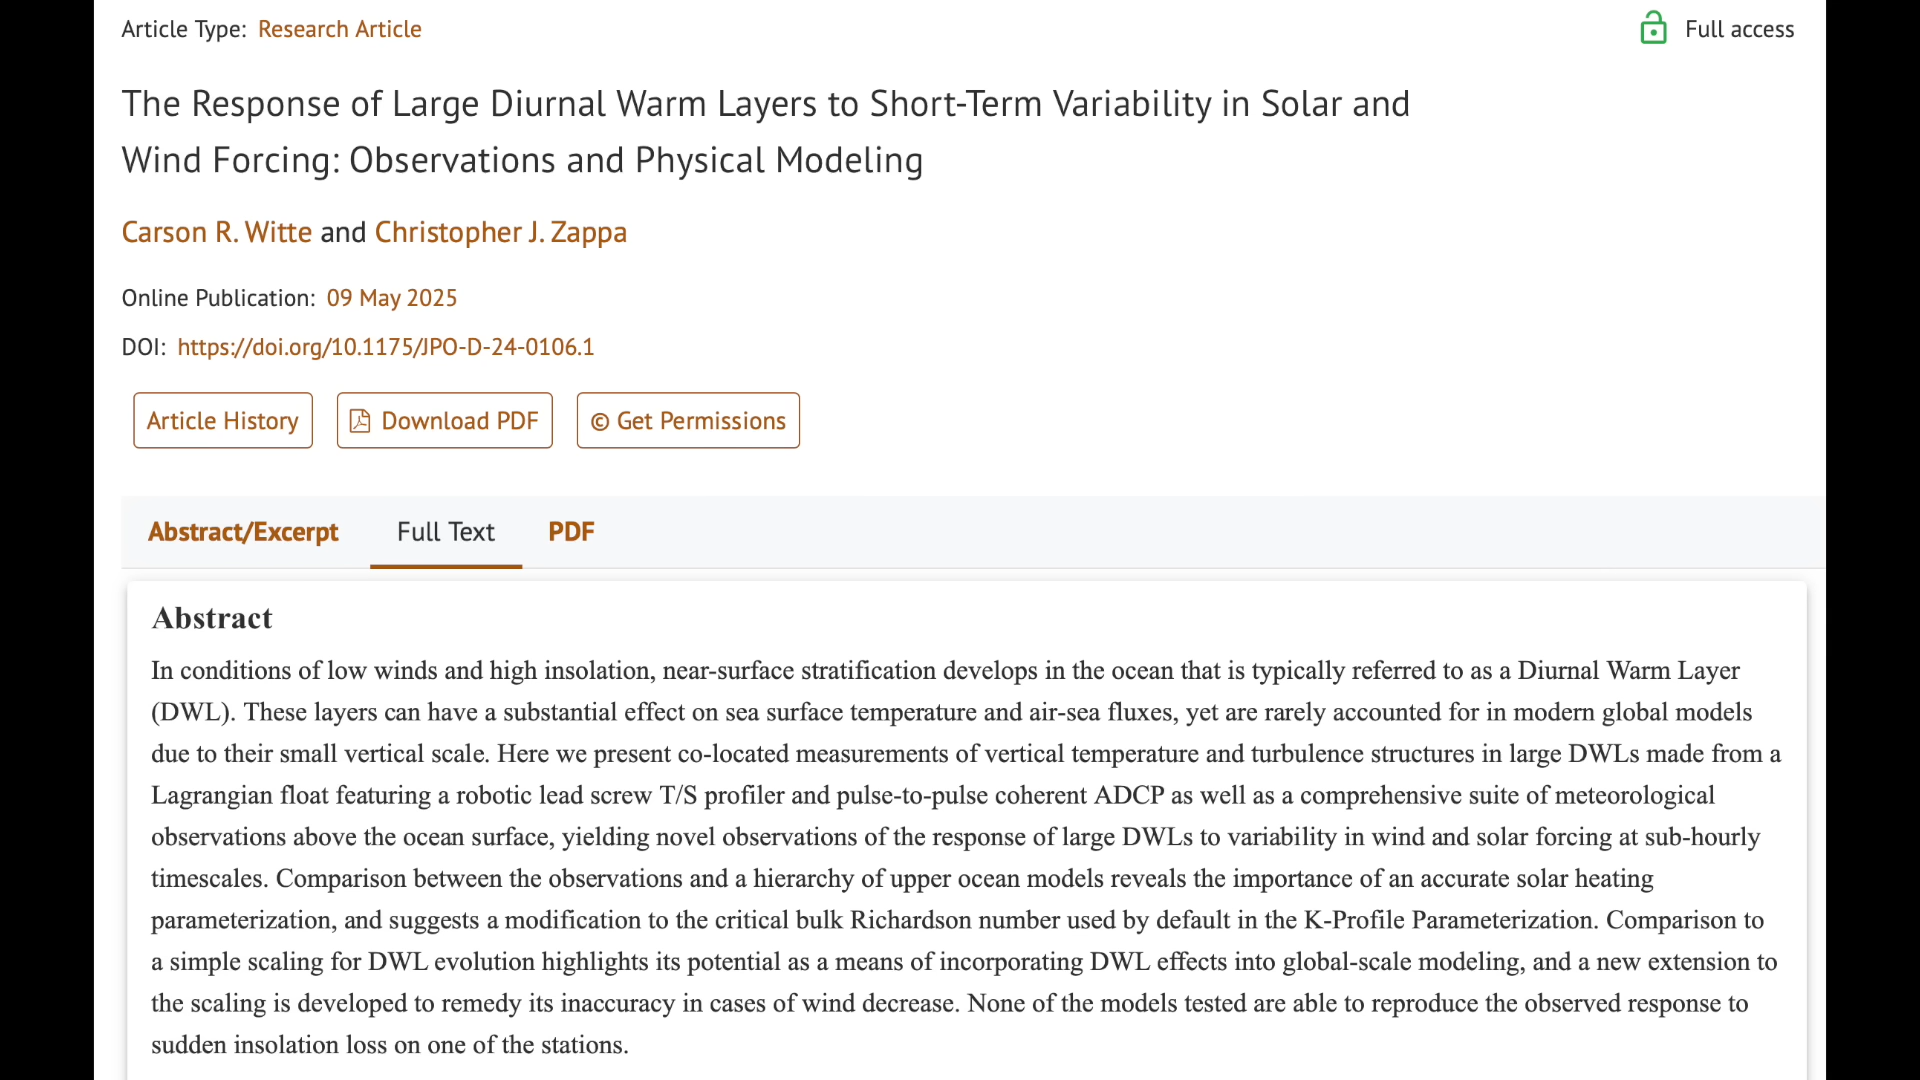 Article Type: Research Article
Full access
The Response of Large Diurnal Warm Layers to Short-Term Variability in Solar and
Wind Forcing: Observations and Physical Modeling
Carson R. Witte and Christopher J. Zappa
Online Publication: 09 May 2025
DOI: https://doi.org/10.1175/JPO-D-24-0106.1
Article History Download PDF © Get Permissions
Abstract/Excerpt Full Text PDF
Abstract
In conditions of low winds and high insolation, near-surface stratification develops in the ocean that is typically referred to as a Diurnal Warm Layer
(DWL). These layers can have a substantial effect on sea surface temperature and air-sea fluxes, yet are rarely accounted for in modern global models
due to their small vertical scale. Here we present co-located measurements of vertical temperature and turbulence structures in large DWLs made from a
Lagrangian float featuring a robotic lead screw T/S profiler and pulse-to-pulse coherent ADCP as well as a comprehensive suite of meteorological
observations above the ocean surface, yielding novel observations of the response of large DWLs to variability in wind and solar forcing at sub-hourly
timescales. Comparison between the observations and a hierarchy of upper ocean models reveals the importance of an accurate solar heating
parameterization, and suggests a modification to the critical bulk Richardson number used by default in the K-Profile Parameterization. Comparison to
a simple scaling for DWL evolution highlights its potential as a means of incorporating DWL effects into global-scale modeling, and a new extension to
the scaling is developed to remedy its inaccuracy in cases of wind decrease. None of the models tested are able to reproduce the observed response to
sudden insolation loss on one of the stations.